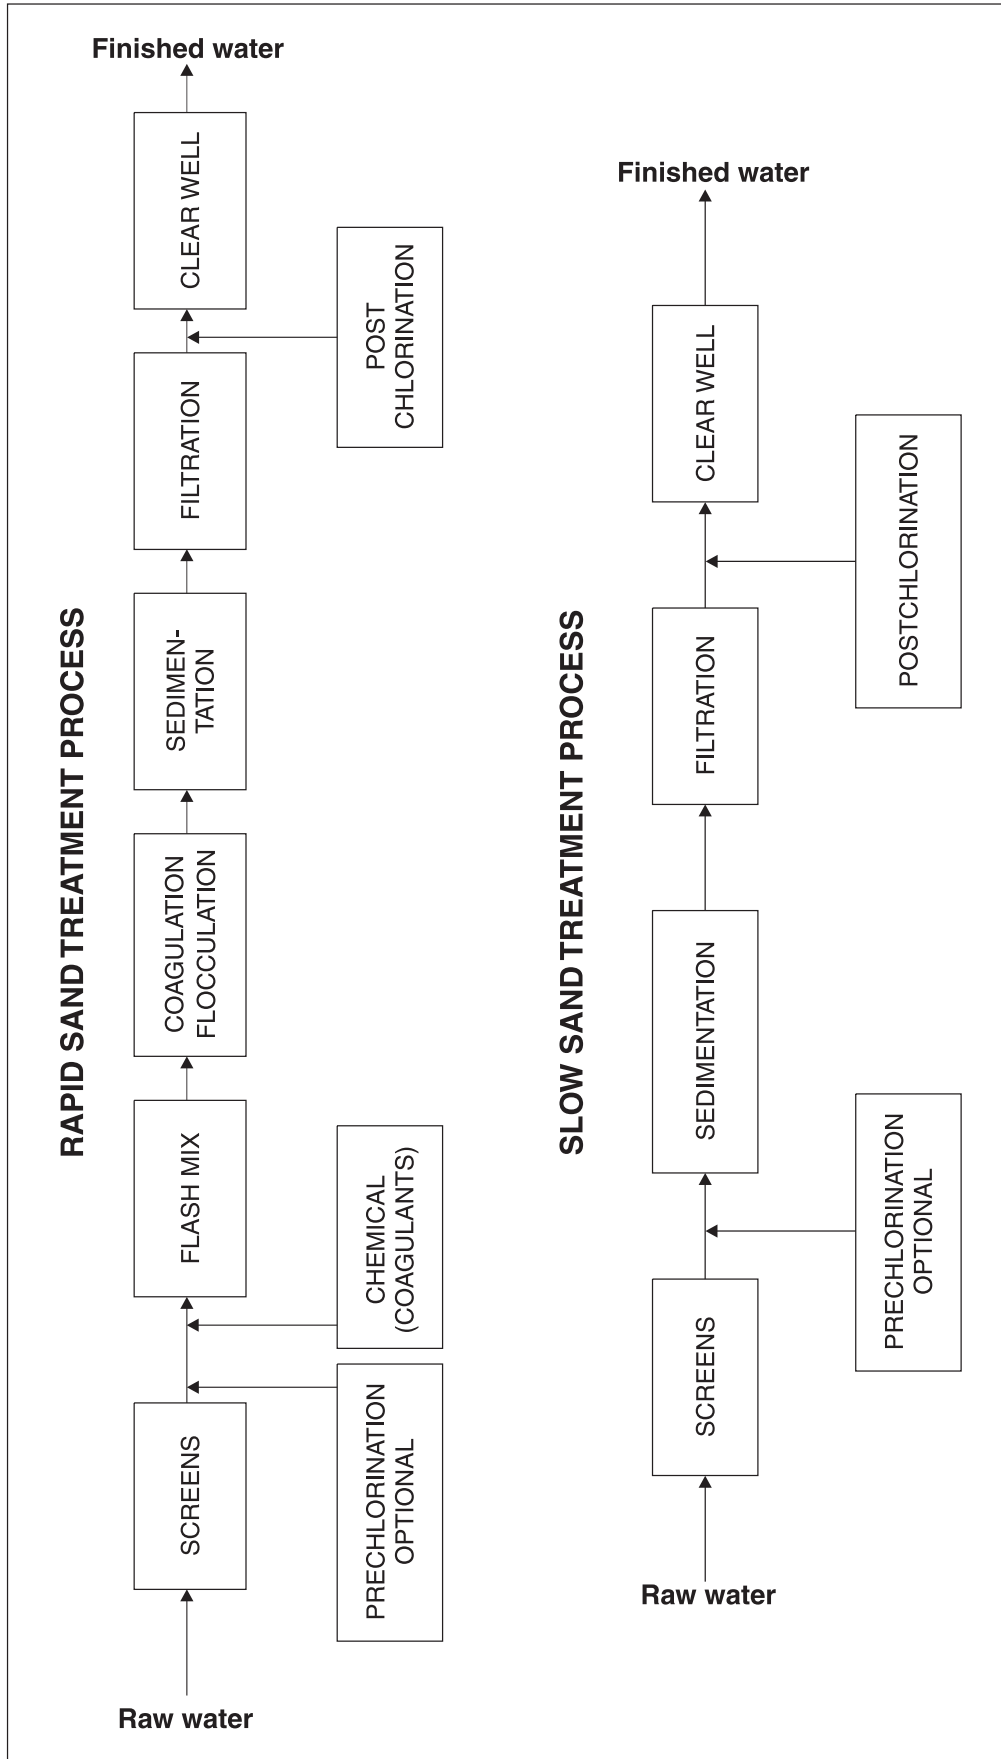 RAPID SAND TREATMENT PROCESS
Raw water
SCREENS
PRECHLORINATION
OPTIONAL
CHEMICAL
(COAGULANTS)
FLASH MIX
COAGULATION
FLOCCULATION
SEDIMEN-
TATION
FILTRATION
POST
CHLORINATION
CLEAR WELL
Finished water
SLOW SAND TREATMENT PROCESS
Raw water
SCREENS
PRECHLORINATION
OPTIONAL
SEDIMENTATION
FILTRATION
POSTCHLORINATION
CLEAR WELL
Finished water